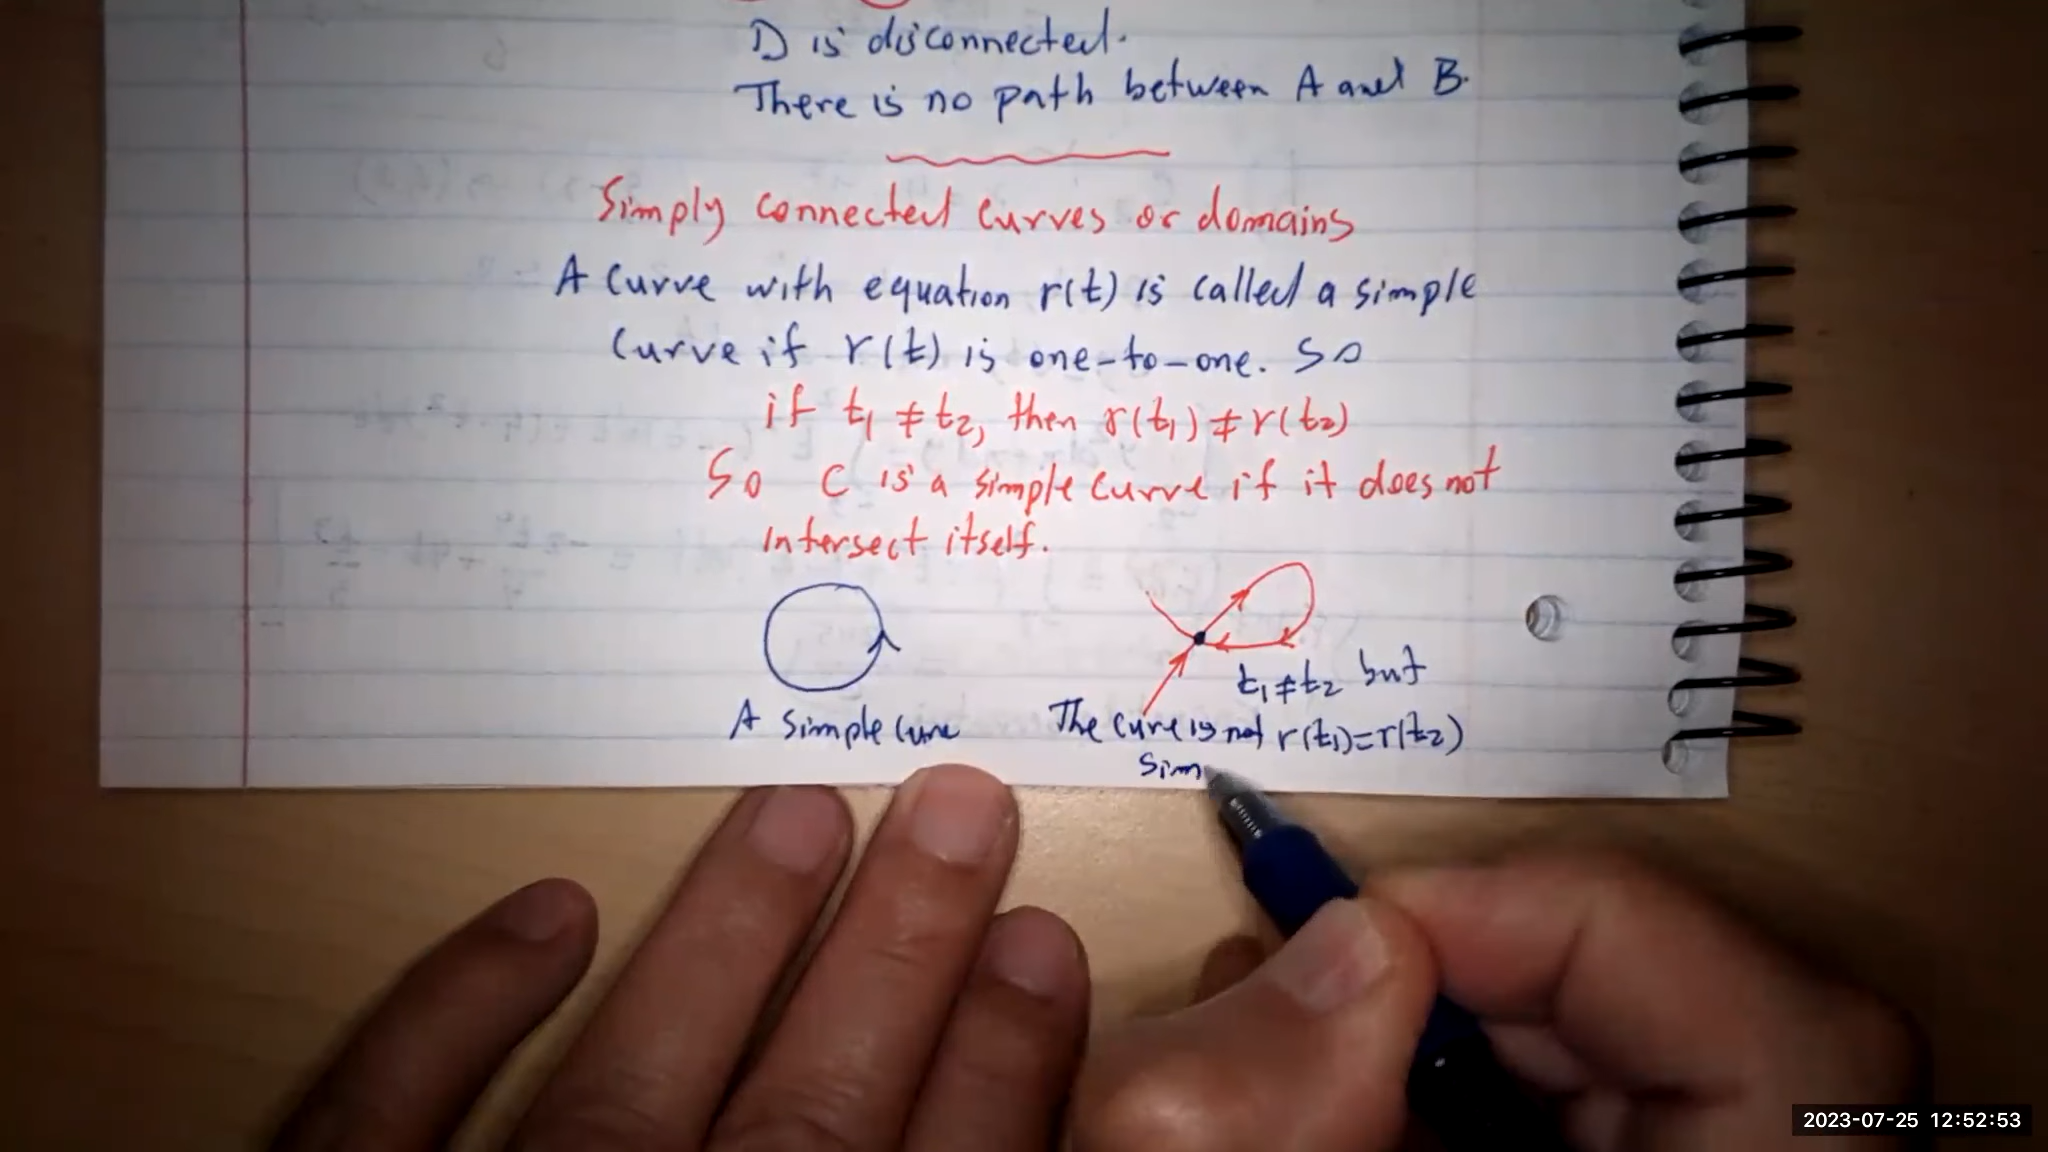 D is disconnected.
There is no path between A and B.
Simply connected curves or domains
A curve with equation r(t) is called a simple
curve if r(t) is one-to-one. So
if t₁ ≠ t₂, then r(t₁) ≠ r(t₂)
So C is a simple curve if it does not
intersect itself.
t₁ ≠ t₂ but
A simple curve
The curve is not r(t₁) = r(t₂)
Sim
2023-07-25 12:52:53